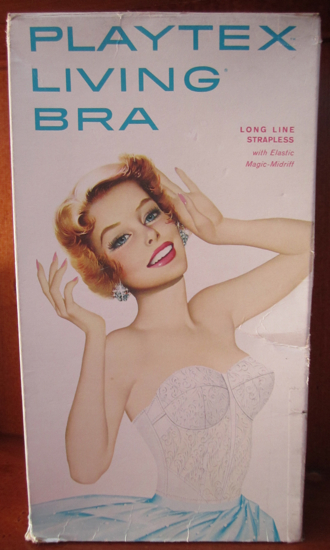 PLAYTEX
LIVING®
BRA
LONG LINE
STRAPLESS
with Elastic
Magic-Midriff